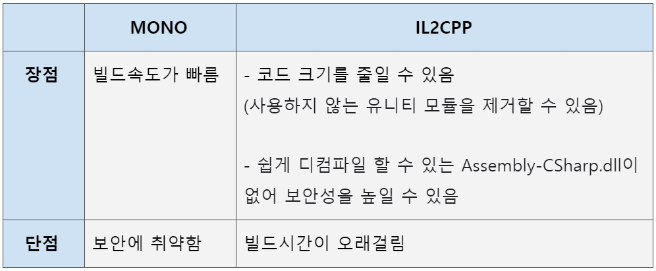 MONO IL2CPP
장점 빌드속도가 빠름 - 코드 크기를 줄일 수 있음
(사용하지 않는 유니티 모듈을 제거할 수 있음)
- 쉽게 디컴파일 할 수 있는 Assembly-CSharp.dll이
없어 보안성을 높일 수 있음
단점 보안에 취약함 빌드시간이 오래걸림